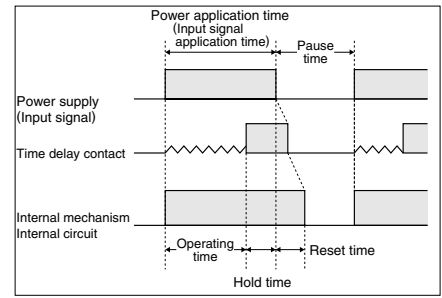 Power application time
(Input signal
application time)
Pause
time
Power supply
(Input signal)
Time delay contact
Internal mechanism
Internal circuit
Operating
time
Reset time
Hold time